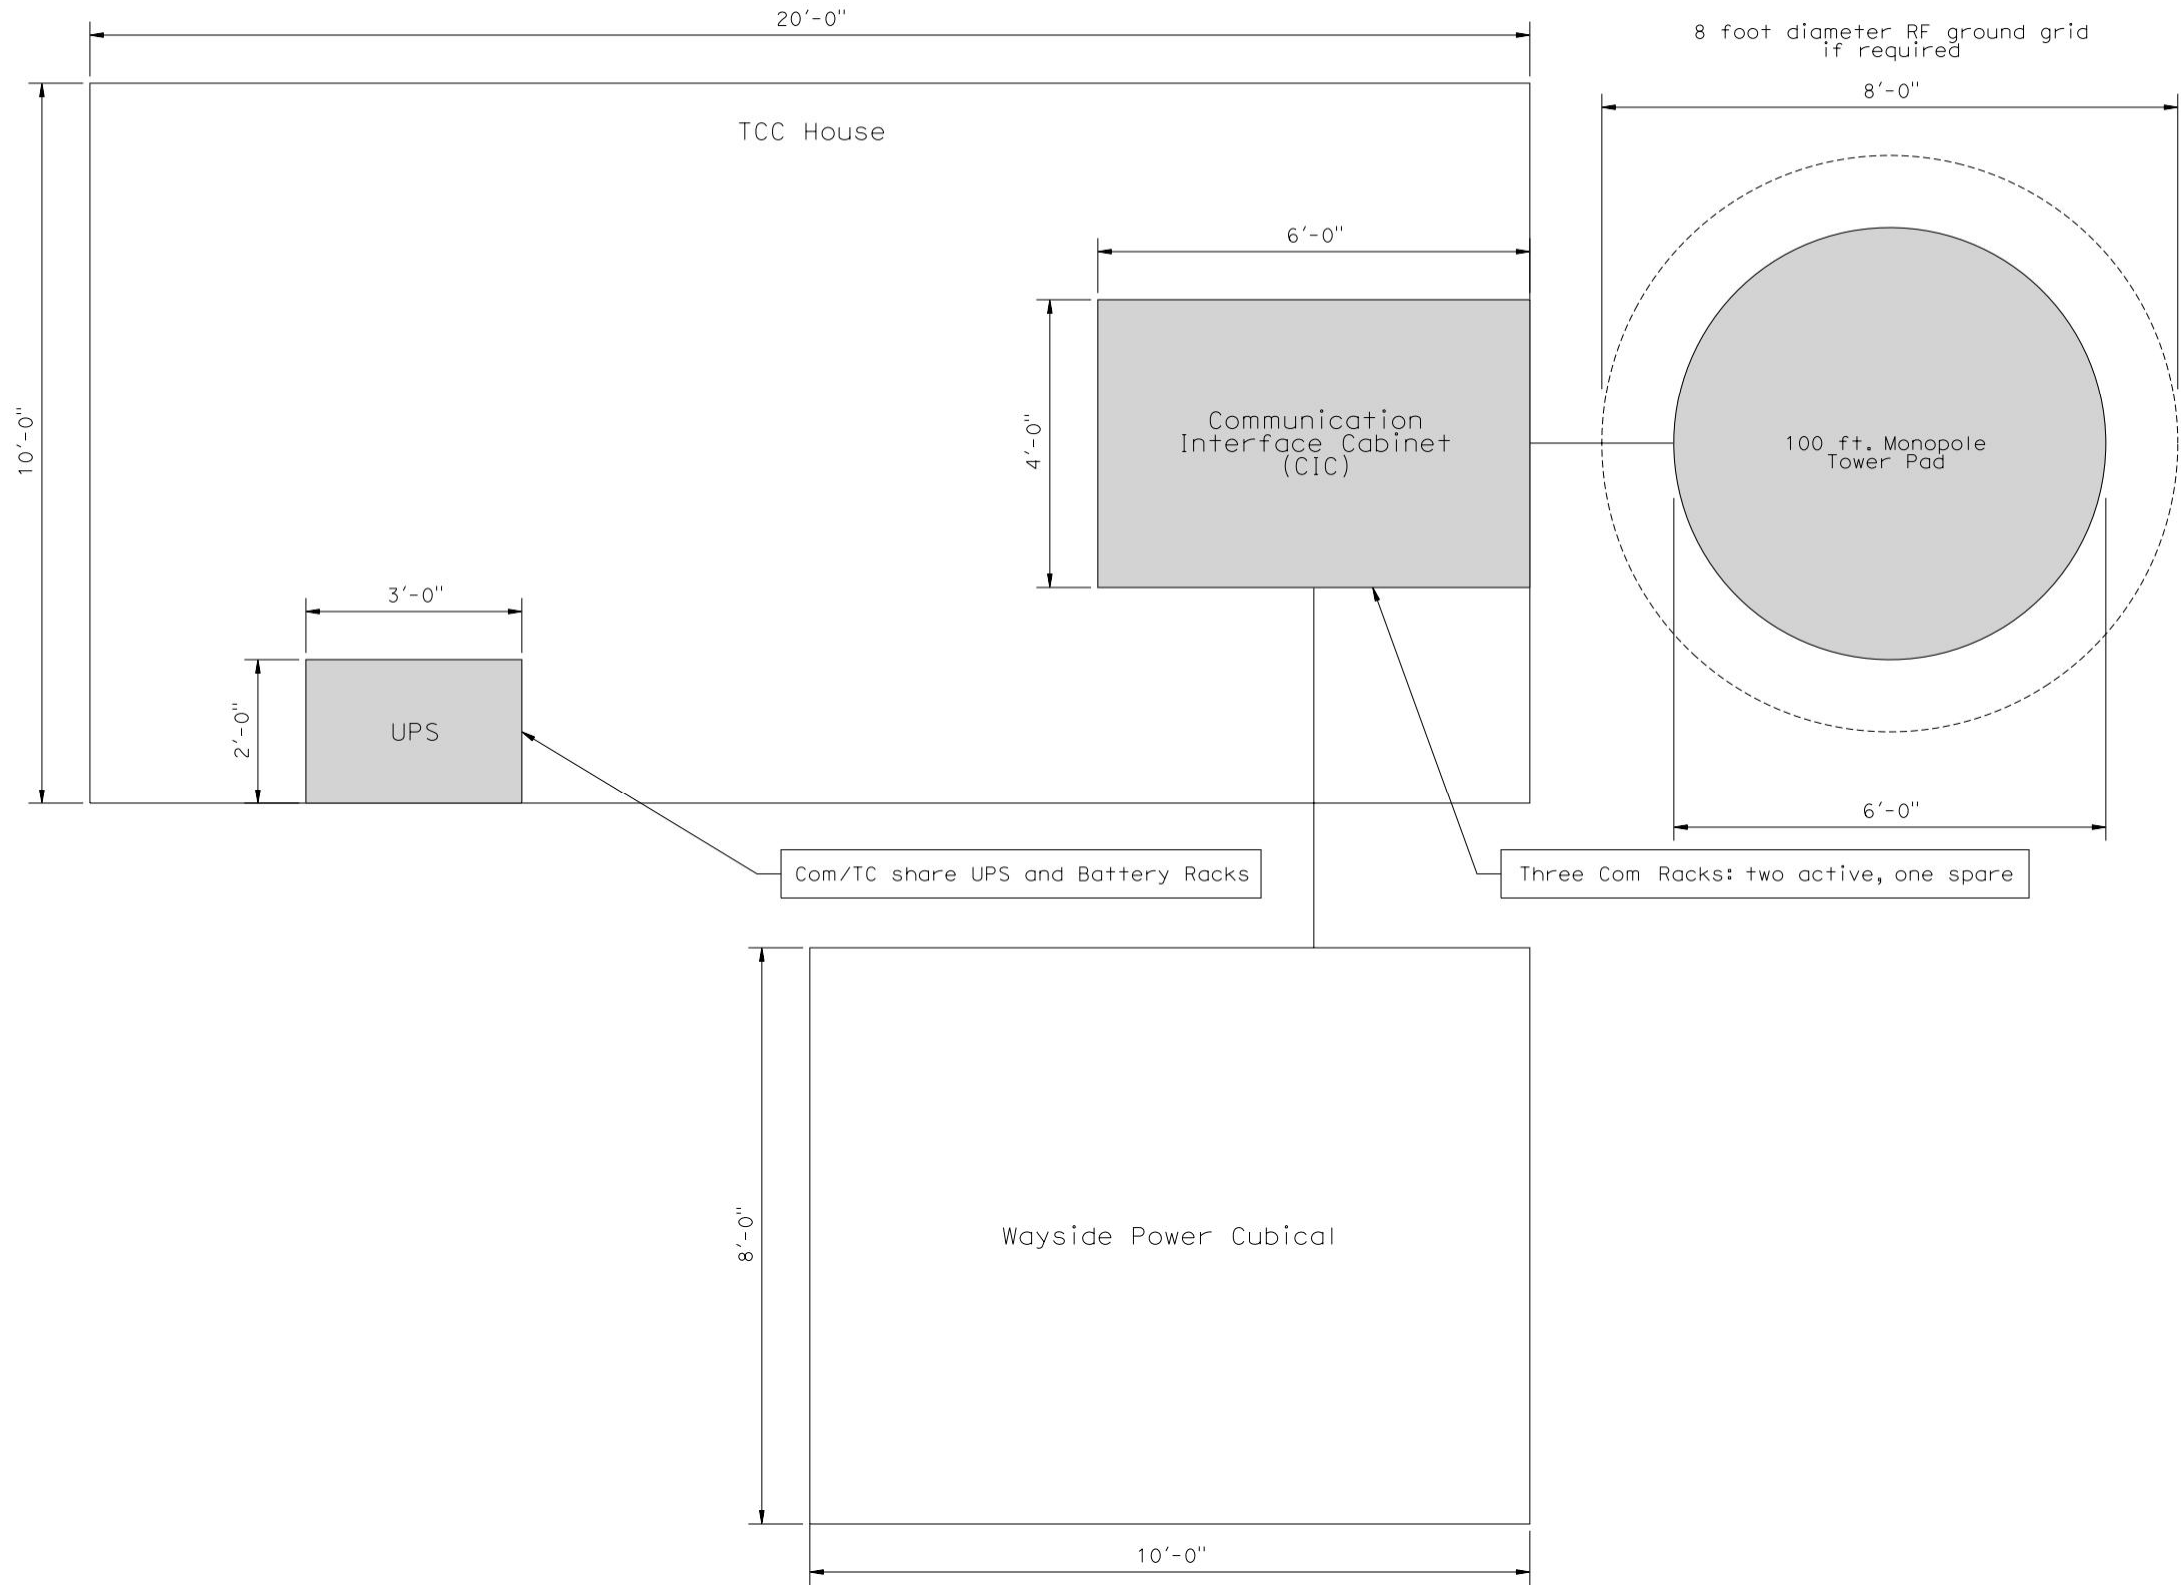 20'-0"
8 foot diameter RF ground grid
if required
8'-0"
TCC House
6'-0"
10'-0"
4'-0"
Communication
Interface Cabinet
(CIC)
100 ft. Monopole
Tower Pad
3'-0"
2'-0"
UPS
6'-0"
Com/TC share UPS and Battery Racks
Three Com Racks: two active, one spare
8'-0"
Wayside Power Cubical
10'-0"